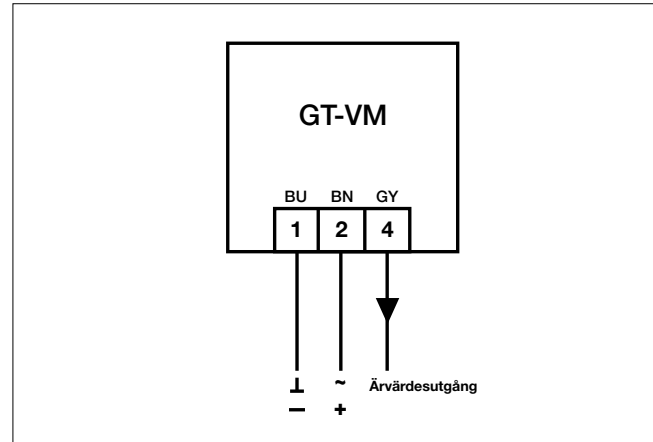 GT-VM
BU BN GY
1 2 4
⊥ ~ Ärvärdesutgång
− +